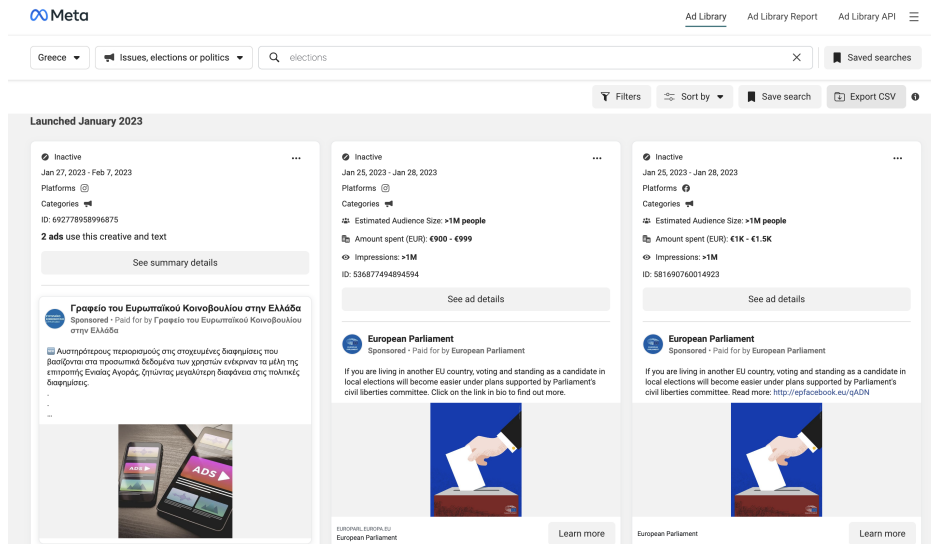 Meta
Ad Library
Ad Library Report
Ad Library API
Greece
Issues, elections or politics
elections
Saved searches
Filters
Sort by
Save search
Export CSV
Launched January 2023
Inactive
Jan 27, 2023 - Feb 7, 2023
Platforms
Categories
ID: 692778958996875
2 ads use this creative and text
See summary details
Γραφείο του Ευρωπαϊκού Κοινοβουλίου στην Ελλάδα
Sponsored · Paid for by Γραφείο του Ευρωπαϊκού Κοινοβουλίου
στην Ελλάδα
Αυστηρότερους περιορισμούς στις στοχευμένες διαφημίσεις που
βασίζονται στα προσωπικά δεδομένα των χρηστών ενέκριναν τα μέλη της
επιτροπής Ενιαίας Αγοράς, ζητώντας μεγαλύτερη διαφάνεια στις πολιτικές
διαφημίσεις.
.
.
...
ADS
ADS
Inactive
Jan 25, 2023 - Jan 28, 2023
Platforms
Categories
Estimated Audience Size: >1M people
Amount spent (EUR): €900 - €999
Impressions: >1M
ID: 536877494894594
See ad details
European Parliament
Sponsored · Paid for by European Parliament
If you are living in another EU country, voting and standing as a candidate in
local elections will become easier under plans supported by Parliament's
civil liberties committee. Click on the link in bio to find out more.
EUROPARL.EUROPA.EU
European Parliament
Learn more
Inactive
Jan 25, 2023 - Jan 28, 2023
Platforms
Categories
Estimated Audience Size: >1M people
Amount spent (EUR): €1K - €1.5K
Impressions: >1M
ID: 581690760014923
See ad details
European Parliament
Sponsored · Paid for by European Parliament
If you are living in another EU country, voting and standing as a candidate in
local elections will become easier under plans supported by Parliament's
civil liberties committee. Read more: http://epfacebook.eu/qADN
European Parliament
Learn more